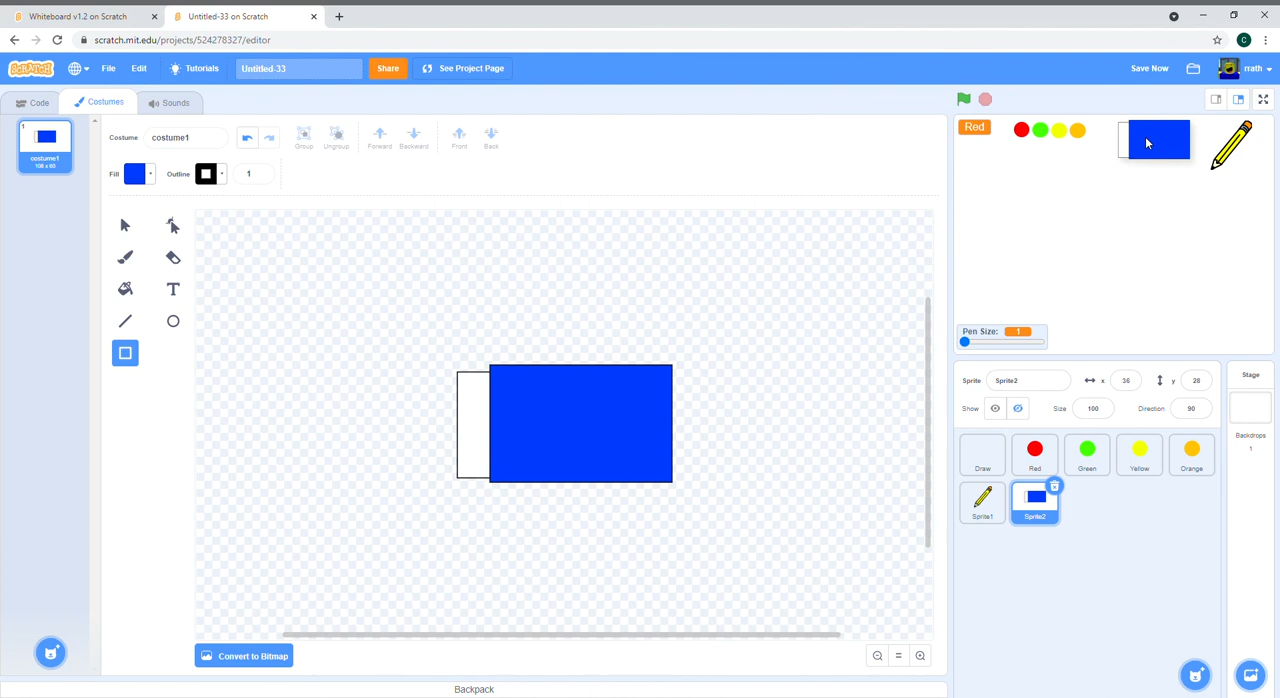 Whiteboard v1.2 on Scratch
Untitled-33 on Scratch
scratch.mit.edu/projects/524278327/editor
C
SCRATCH
File
Edit
Tutorials
Untitled-33
Share
See Project Page
Save Now
rrath
Code
Costumes
Sounds
1
costume1
108 x 60
Costume
costume1
Group
Ungroup
Forward
Backward
Front
Back
Fill
Outline
1
Convert to Bitmap
Backpack
Red
Pen Size:
1
Sprite
Sprite2
x
36
y
28
Show
Size
100
Direction
90
Draw
Red
Green
Yellow
Orange
Sprite1
Sprite2
Stage
Backdrops
1